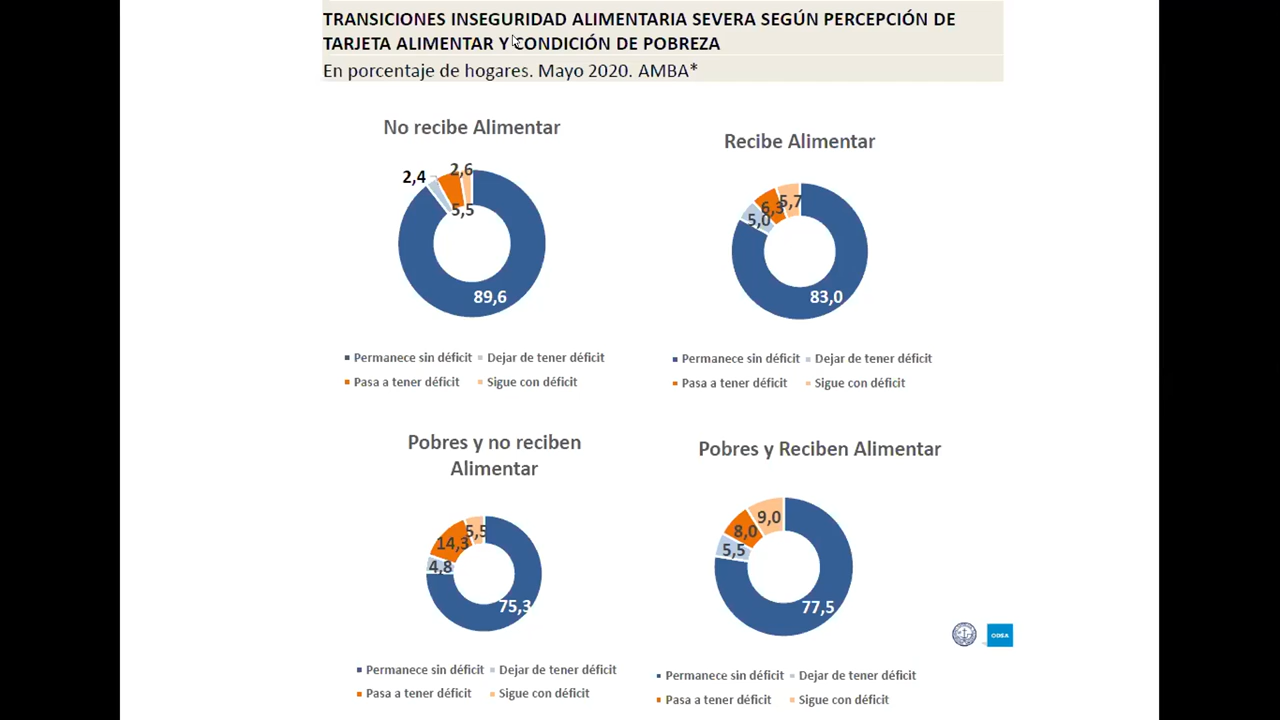 TRANSICIONES INSEGURIDAD ALIMENTARIA SEVERA SEGÚN PERCEPCIÓN DE
TARJETA ALIMENTAR Y CONDICIÓN DE POBREZA
En porcentaje de hogares. Mayo 2020. AMBA*
No recibe Alimentar
2,6
2,4
5,5
89,6
Permanece sin déficit Dejar de tener déficit
Pasa a tener déficit Sigue con déficit
Recibe Alimentar
5,7
6,3
5,0
83,0
Permanece sin déficit Dejar de tener déficit
Pasa a tener déficit Sigue con déficit
Pobres y no reciben
Alimentar
5,5
14,3
4,8
75,3
Permanece sin déficit Dejar de tener déficit
Pasa a tener déficit Sigue con déficit
Pobres y Reciben Alimentar
9,0
8,0
5,5
77,5
Permanece sin déficit Dejar de tener déficit
Pasa a tener déficit Sigue con déficit
ODSA